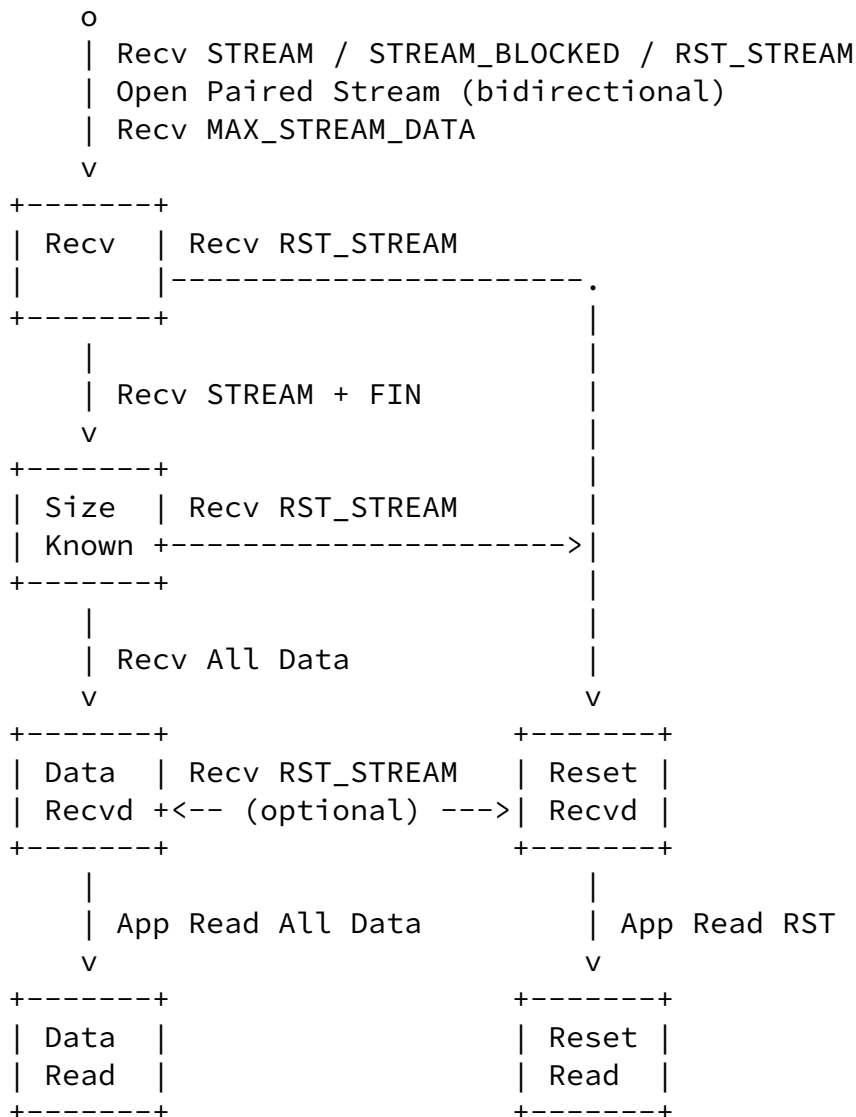 o
| Recv STREAM / STREAM_BLOCKED / RST_STREAM
| Open Paired Stream (bidirectional)
| Recv MAX_STREAM_DATA
v
+-------+
| Recv  | Recv RST_STREAM
|       |-----------------------.
+-------+                       |
    |                           |
    | Recv STREAM + FIN         |
    v                           |
+-------+                       |
| Size  | Recv RST_STREAM       |
| Known +---------------------->|
+-------+                       |
    |                           |
    | Recv All Data             |
    v                           v
+-------+                   +-------+
| Data  | Recv RST_STREAM   | Reset |
| Recvd +<-- (optional) --->| Recvd |
+-------+                   +-------+
    |                           |
    | App Read All Data         | App Read RST
    v                           v
+-------+                   +-------+
| Data  |                   | Reset |
| Read  |                   | Read  |
+-------+                   +-------+